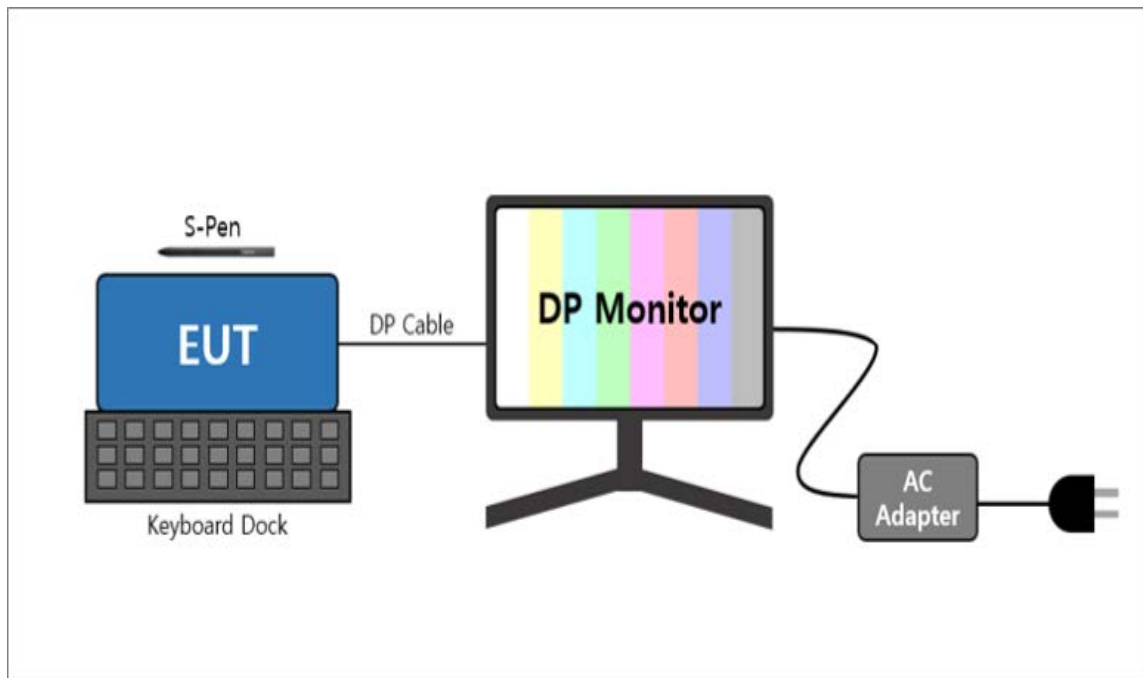 S-Pen
EUT
DP Cable
DP Monitor
Keyboard Dock
AC
Adapter